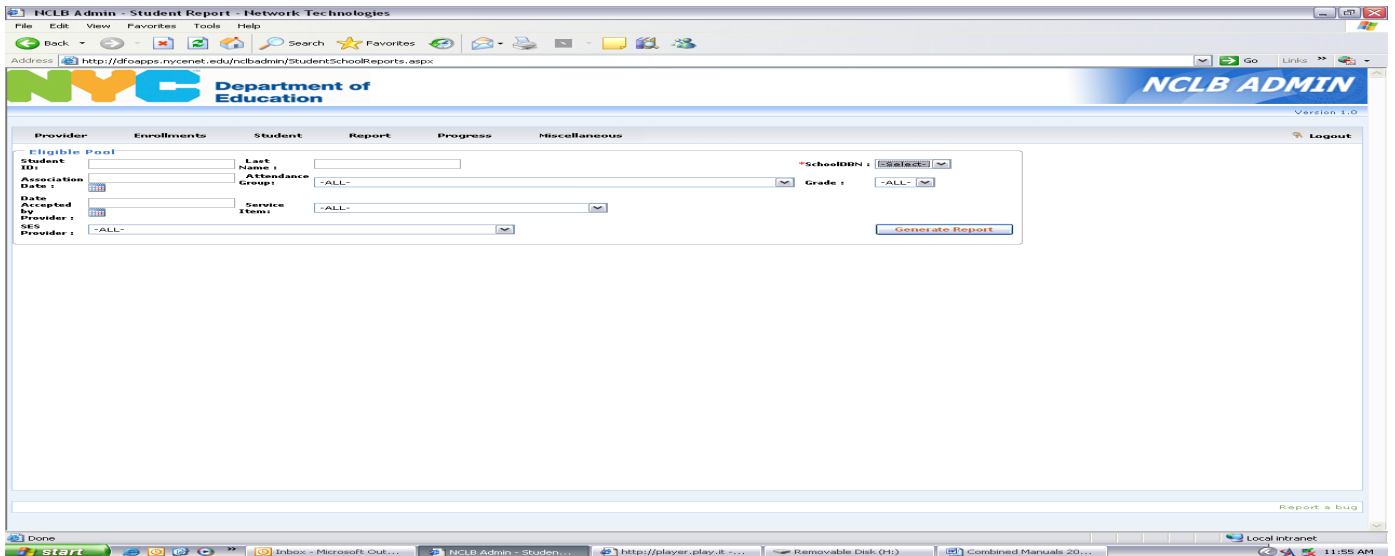 NCLB Admin - Student Report - Network Technologies
File Edit View Favorites Tools Help
Back Search Favorites
Address http://dfoapps.nycenet.edu/nclbadmin/StudentSchoolReports.aspx Go Links »
NYC Department of Education NCLB ADMIN
Version 1.0
Provider Enrollments Student Report Progress Miscellaneous Logout
Eligible Pool
Student ID: Last Name : *SchoolDBN : -Select-
Association Date : Attendance Group: -ALL- Grade : -ALL-
Date Accepted by Provider : Service Item: -ALL-
SES Provider : -ALL- Generate Report
Report a bug
Done Local intranet
start » Inbox - Microsoft Out... NCLB Admin - Studen... http://player.play.it -... Removable Disk (H:) Combined Manuals 20... 11:55 AM